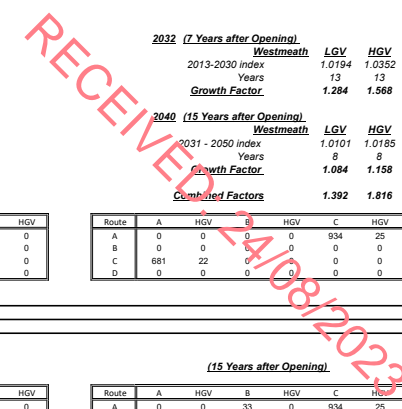 2032 (7 Years after Opening)
Westmeath LGV HGV
2013-2030 index 1.0194 1.0352
Years 13 13
Growth Factor 1.284 1.568
2040 (15 Years after Opening)
Westmeath LGV HGV
2031 - 2050 index 1.0101 1.0185
Years 8 8
Growth Factor 1.084 1.158
Combined Factors 1.392 1.816
HGV Route A HGV B HGV C HGV
0 A 0 0 0 0 934 25
0 B 0 0 0 0 0 0
0 C 681 22 0 0 0 0
0 D 0 0 0 0 0 0
(15 Years after Opening)
HGV Route A HGV B HGV C HGV
0 A 0 0 33 0 934 25
RECEIVED: 24/08/2023